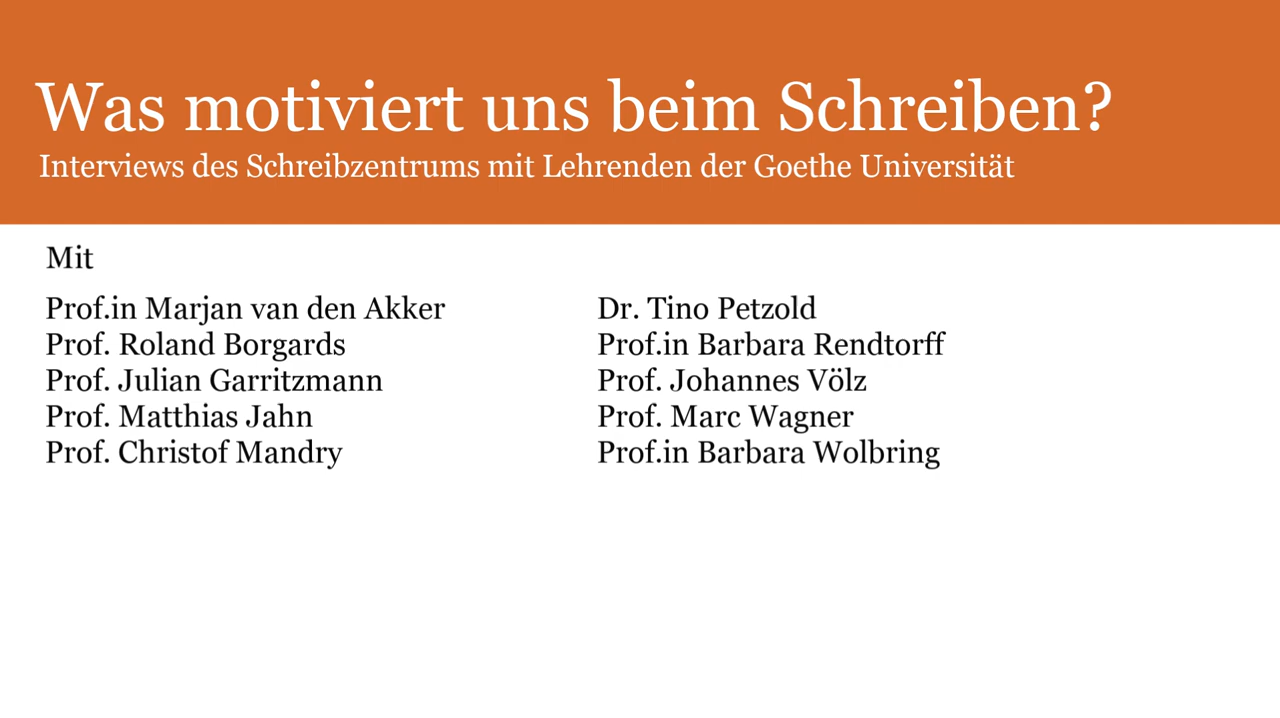 Was motiviert uns beim Schreiben?
Interviews des Schreibzentrums mit Lehrenden der Goethe Universität
Mit
Prof.in Marjan van den Akker
Prof. Roland Borgards
Prof. Julian Garritzmann
Prof. Matthias Jahn
Prof. Christof Mandry
Dr. Tino Petzold
Prof.in Barbara Rendtorff
Prof. Johannes Völz
Prof. Marc Wagner
Prof.in Barbara Wolbring